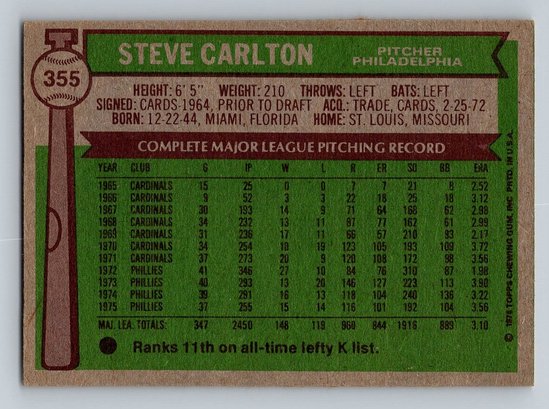 355
STEVE CARLTON
PITCHER
PHILADELPHIA
HEIGHT: 6' 5" WEIGHT: 210 THROWS: LEFT BATS: LEFT
SIGNED: CARDS-1964, PRIOR TO DRAFT ACQ.: TRADE, CARDS, 2-25-72
BORN: 12-22-44, MIAMI, FLORIDA HOME: ST. LOUIS, MISSOURI
COMPLETE MAJOR LEAGUE PITCHING RECORD
YEAR CLUB G IP W L R ER SO BB ERA
1965 CARDINALS 15 25 0 0 7 7 21 8 2.52
1966 CARDINALS 9 52 3 3 22 18 25 18 3.12
1967 CARDINALS 30 193 14 9 71 64 168 62 2.98
1968 CARDINALS 34 232 13 11 87 77 162 61 2.99
1969 CARDINALS 31 236 17 11 66 57 210 93 2.17
1970 CARDINALS 34 254 10 19 123 105 193 109 3.72
1971 CARDINALS 37 273 20 9 120 108 172 98 3.56
1972 PHILLIES 41 346 27 10 84 76 310 87 1.98
1973 PHILLIES 40 293 13 20 146 127 223 113 3.90
1974 PHILLIES 39 291 16 13 118 104 240 136 3.22
1975 PHILLIES 37 255 15 14 116 101 192 104 3.56
MAJ. LEA. TOTALS: 347 2450 148 119 960 844 1916 889 3.10
Ranks 11th on all-time lefty K list.
© 1976 TOPPS CHEWING GUM, INC. PRTD. IN U.S.A.